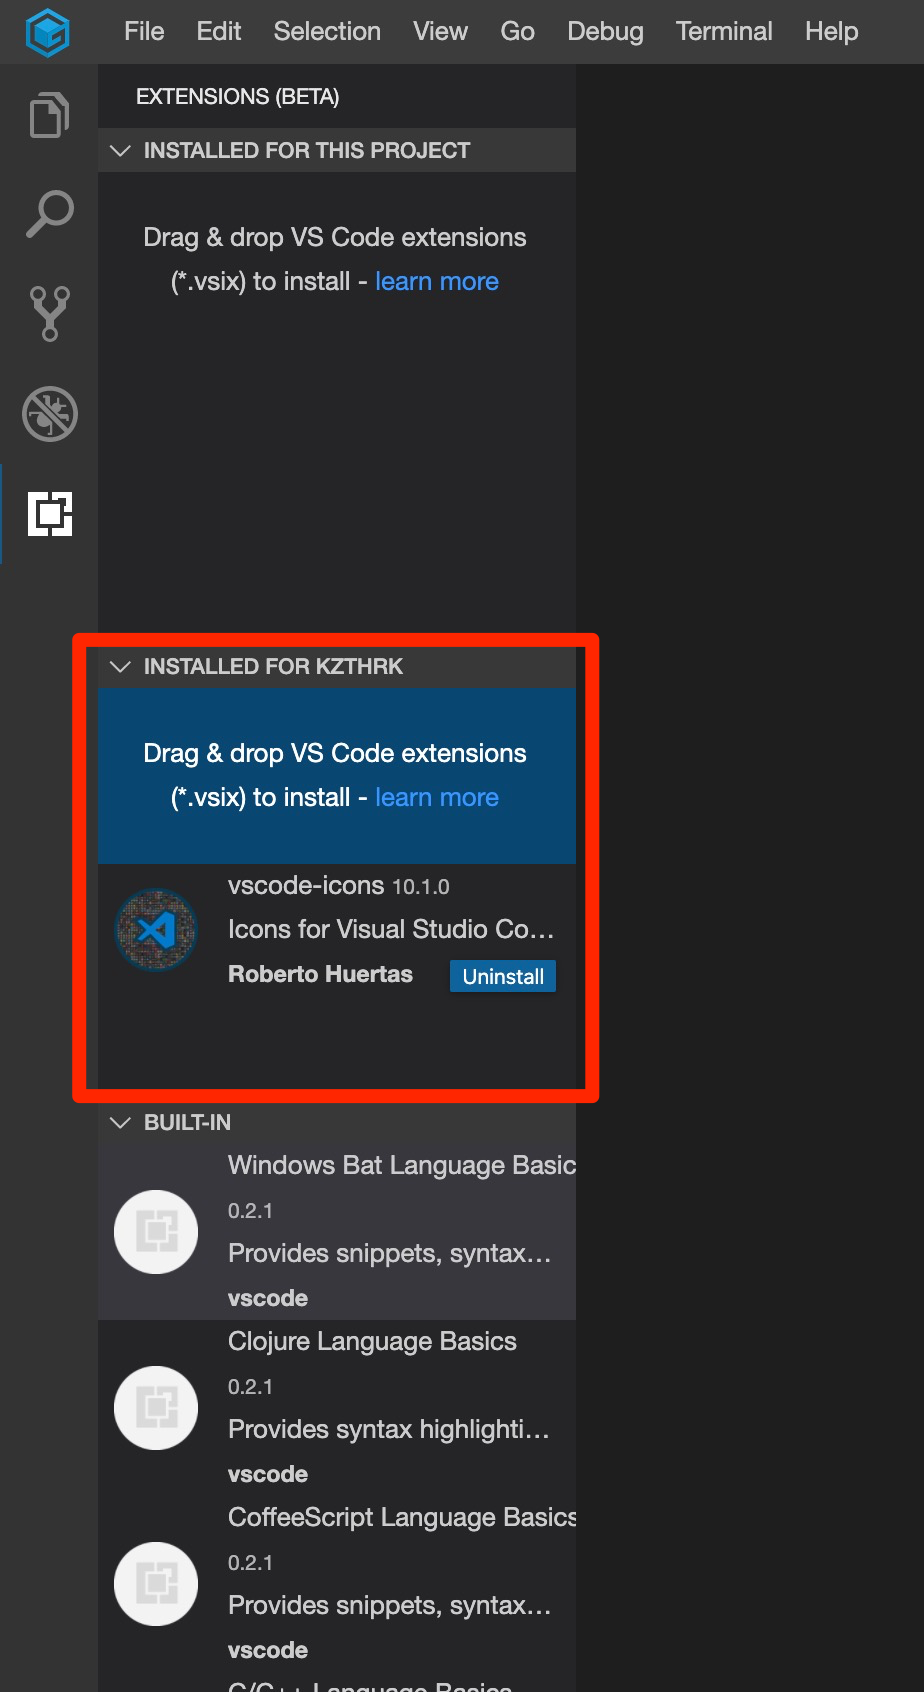 File Edit Selection View Go Debug Terminal Help
EXTENSIONS (BETA)
INSTALLED FOR THIS PROJECT
Drag & drop VS Code extensions
(*.vsix) to install - learn more
INSTALLED FOR KZTHRK
Drag & drop VS Code extensions
(*.vsix) to install - learn more
vscode-icons 10.1.0
Icons for Visual Studio Co...
Roberto Huertas Uninstall
BUILT-IN
Windows Bat Language Basic
0.2.1
Provides snippets, syntax...
vscode
Clojure Language Basics
0.2.1
Provides syntax highlighti...
vscode
CoffeeScript Language Basics
0.2.1
Provides snippets, syntax...
vscode
C/C++ Language Basics